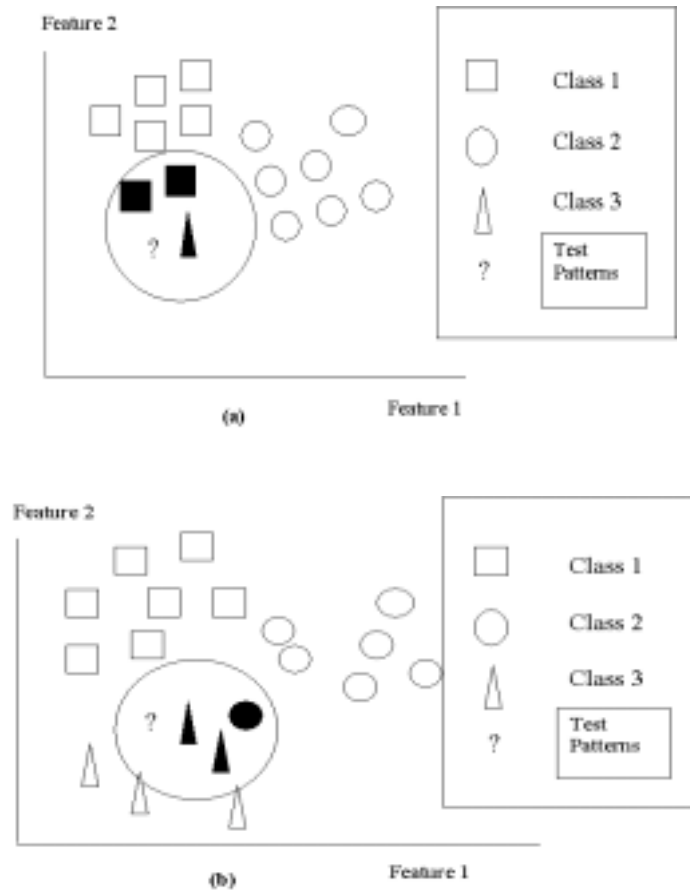 Feature 2
Class 1
Class 2
Class 3
?
Test
Patterns
?
(a)
Feature 1
Feature 2
Class 1
Class 2
Class 3
?
Test
Patterns
?
(b)
Feature 1